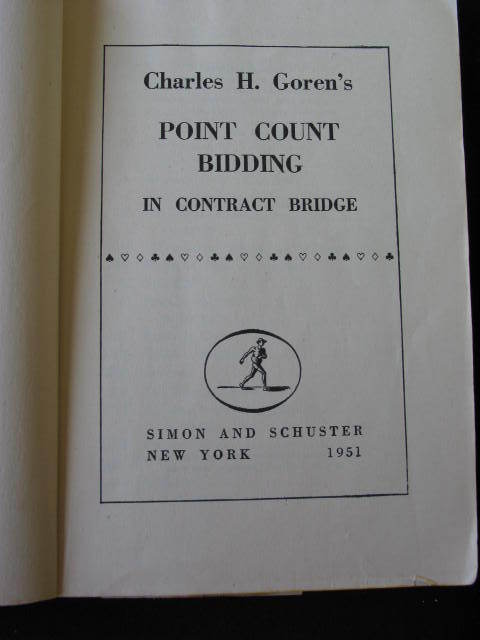 Charles H. Goren's
POINT COUNT
BIDDING
IN CONTRACT BRIDGE
♠♡♢♣♠♡♢♣♠♡♢♣♠♡♢♣♠♡♢♣
SIMON AND SCHUSTER
NEW YORK 1951